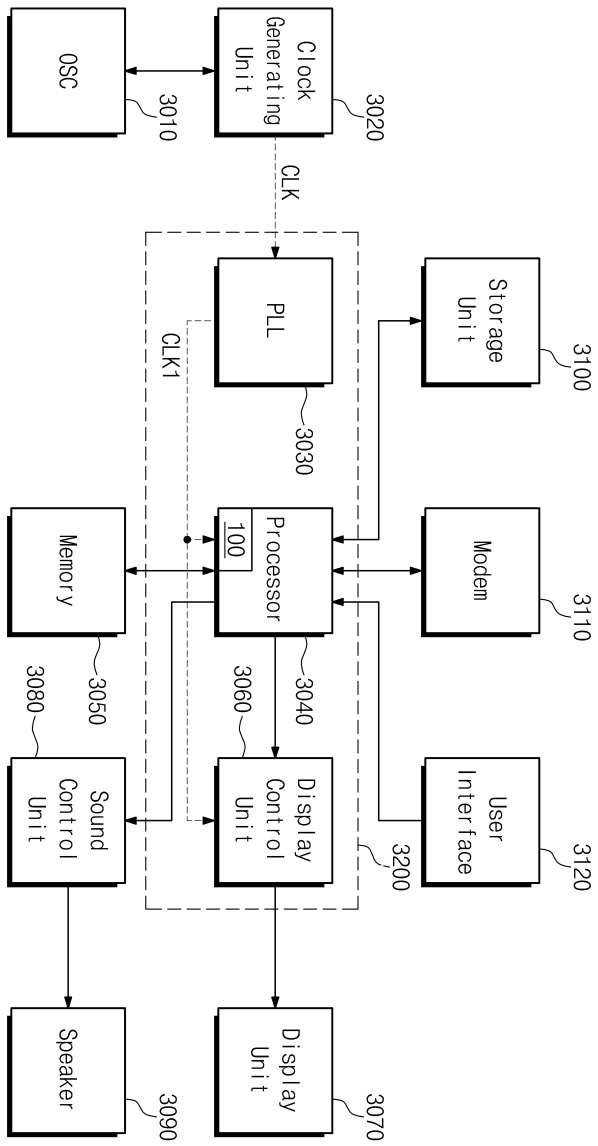 3100
Storage
Unit
3110
Modem
3120
User
Interface
3020
Clock
Generating
Unit
CLK
PLL
3030
Processor
100
3040
Display
Control
Unit
3060
3200
Display
Unit
3070
CLK1
OSC
3010
Memory
3050
Sound
Control
Unit
3080
Speaker
3090